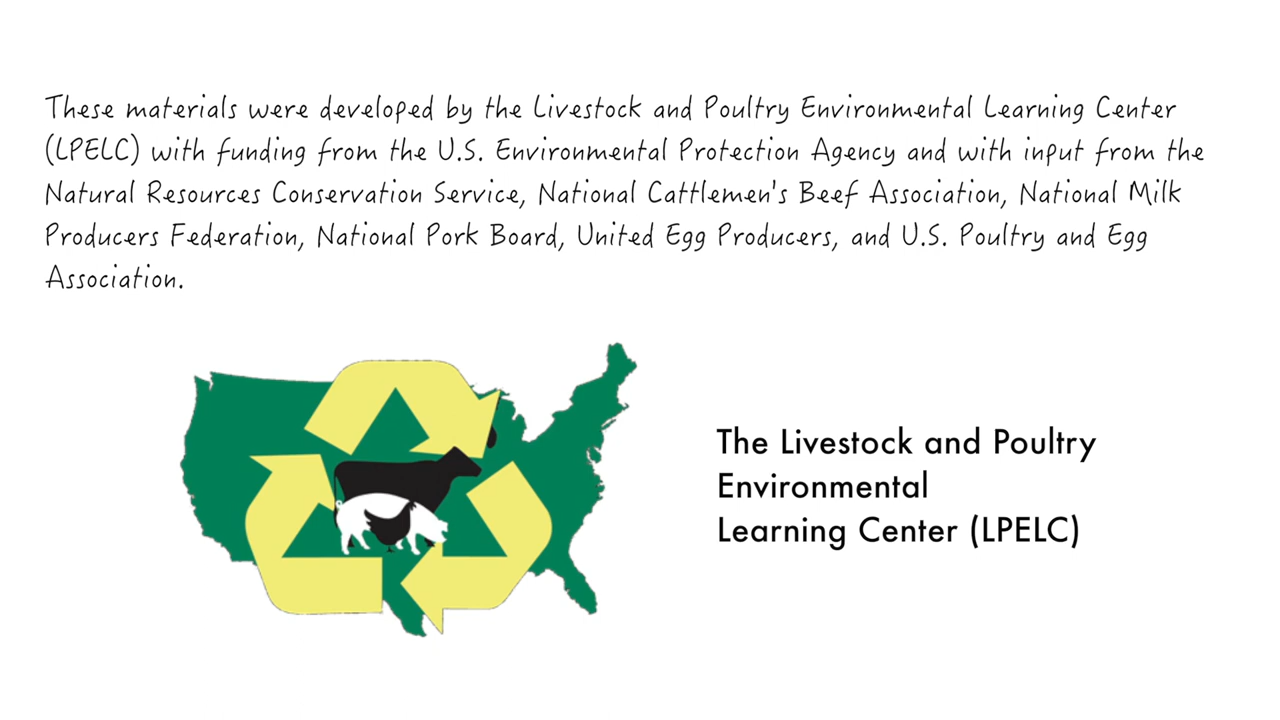 These materials were developed by the Livestock and Poultry Environmental Learning Center
(LPELC) with funding from the U.S. Environmental Protection Agency and with input from the
Natural Resources Conservation Service, National Cattlemen's Beef Association, National Milk
Producers Federation, National Pork Board, United Egg Producers, and U.S. Poultry and Egg
Association.
The Livestock and Poultry
Environmental
Learning Center (LPELC)